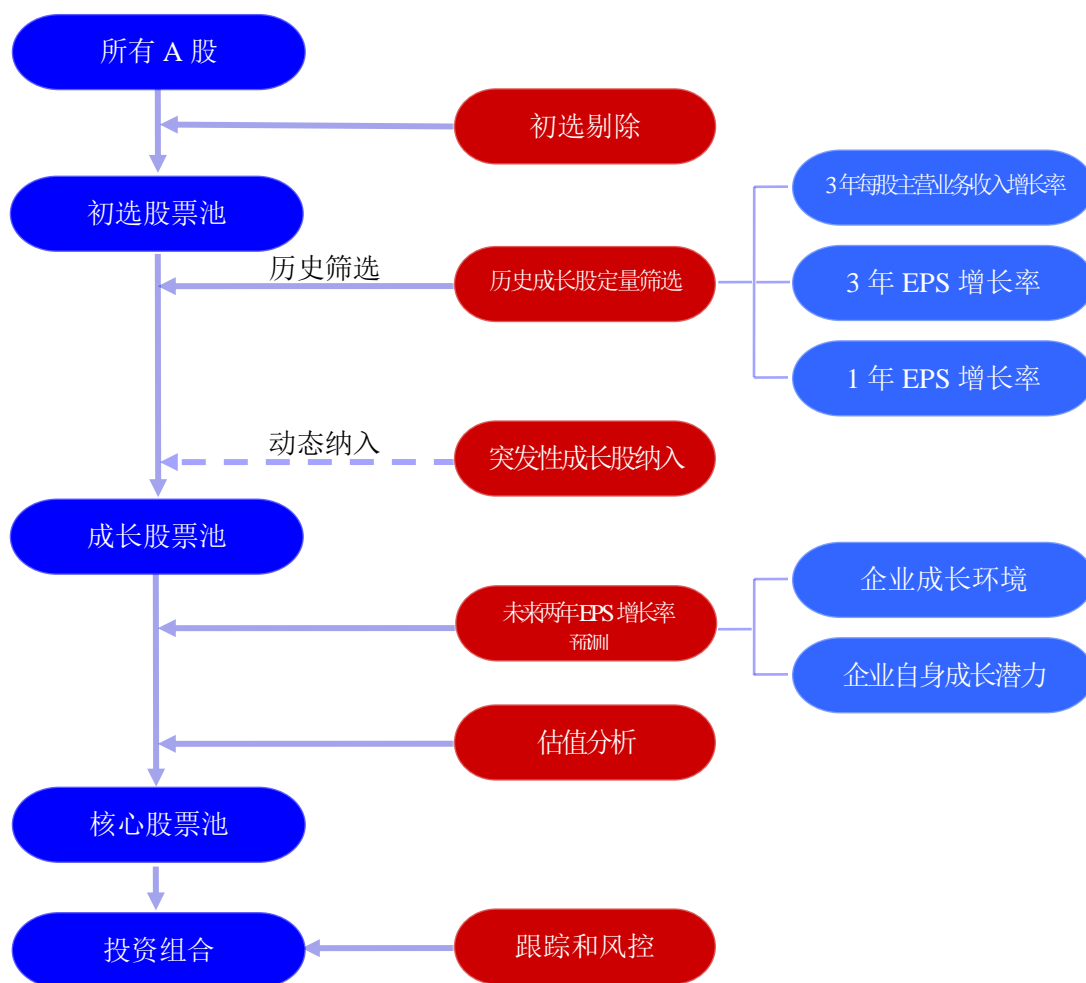 所有 A 股
初选剔除
3 年每股主营业务收入增长率
初选股票池
历史筛选
历史成长股定量筛选
3 年 EPS 增长率
1 年 EPS 增长率
动态纳入
突发性成长股纳入
成长股票池
企业成长环境
未来两年 EPS 增长率
预测
企业自身成长潜力
估值分析
核心股票池
投资组合
跟踪和风控